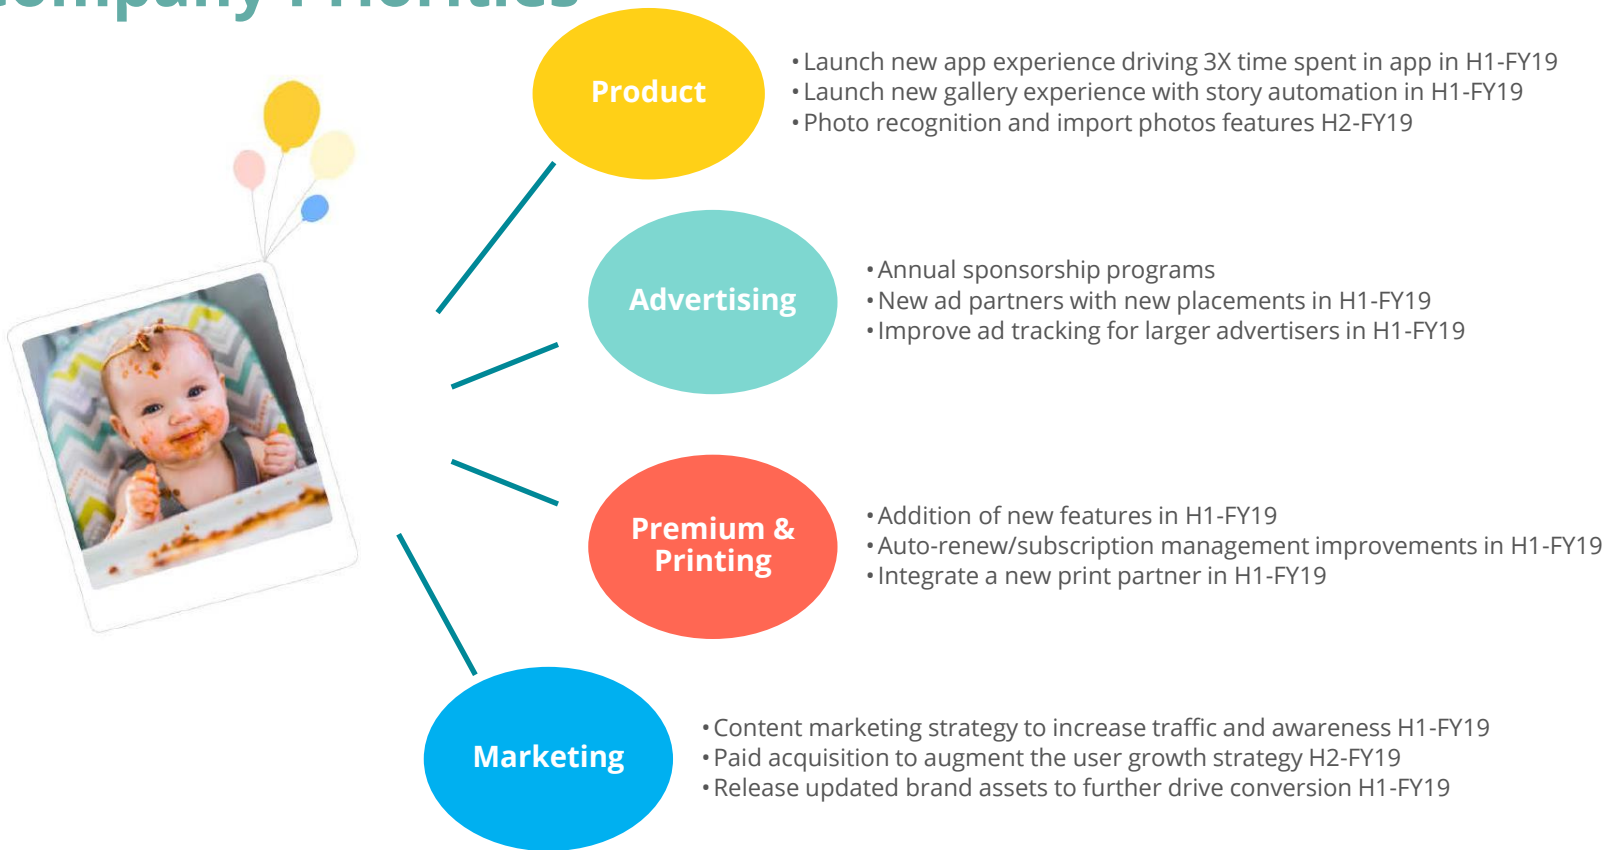 Company Priorities
Product
•Launch new app experience driving 3X time spent in app in H1-FY19
•Launch new gallery experience with story automation in H1-FY19
•Photo recognition and import photos features H2-FY19
Advertising
•Annual sponsorship programs
•New ad partners with new placements in H1-FY19
•Improve ad tracking for larger advertisers in H1-FY19
Premium &
Printing
•Addition of new features in H1-FY19
•Auto-renew/subscription management improvements in H1-FY19
•Integrate a new print partner in H1-FY19
Marketing
•Content marketing strategy to increase traffic and awareness H1-FY19
•Paid acquisition to augment the user growth strategy H2-FY19
•Release updated brand assets to further drive conversion H1-FY19